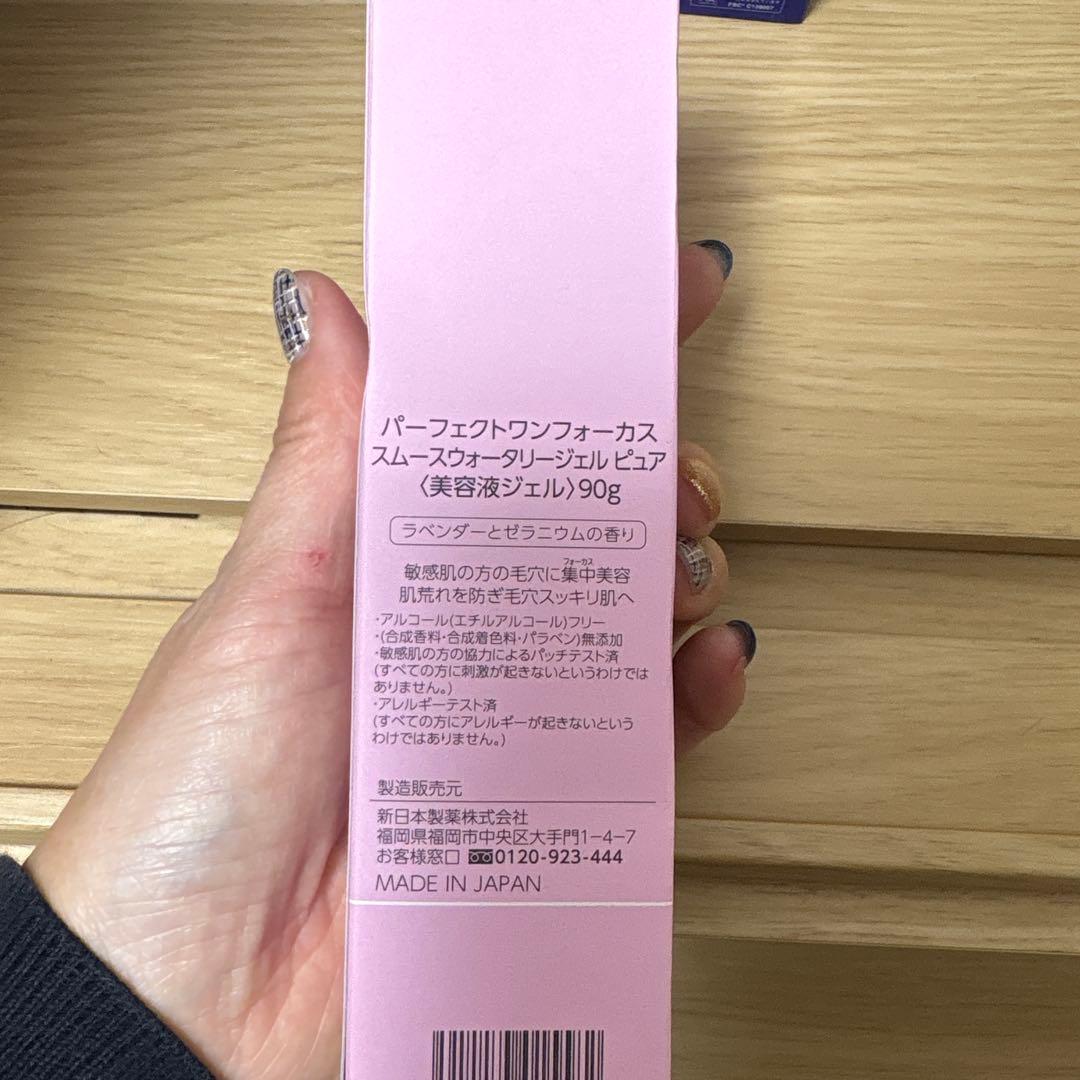 パーフェクトワンフォーカス
スムースウォータリージェル ピュア
〈美容液ジェル〉90g
ラベンダーとゼラニウムの香り
敏感肌の方の毛穴に集中美容
フォーカス
肌荒れを防ぎ毛穴スッキリ肌へ
・アルコール(エチルアルコール)フリー
・(合成香料・合成着色料・パラベン)無添加
・敏感肌の方の協力によるパッチテスト済
(すべての方に刺激が起きないというわけでは
ありません。)
・アレルギーテスト済
(すべての方にアレルギーが起きないという
わけではありません。)
製造販売元
新日本製薬株式会社
福岡県福岡市中央区大手門1-4-7
お客様窓口 0120-923-444
MADE IN JAPAN